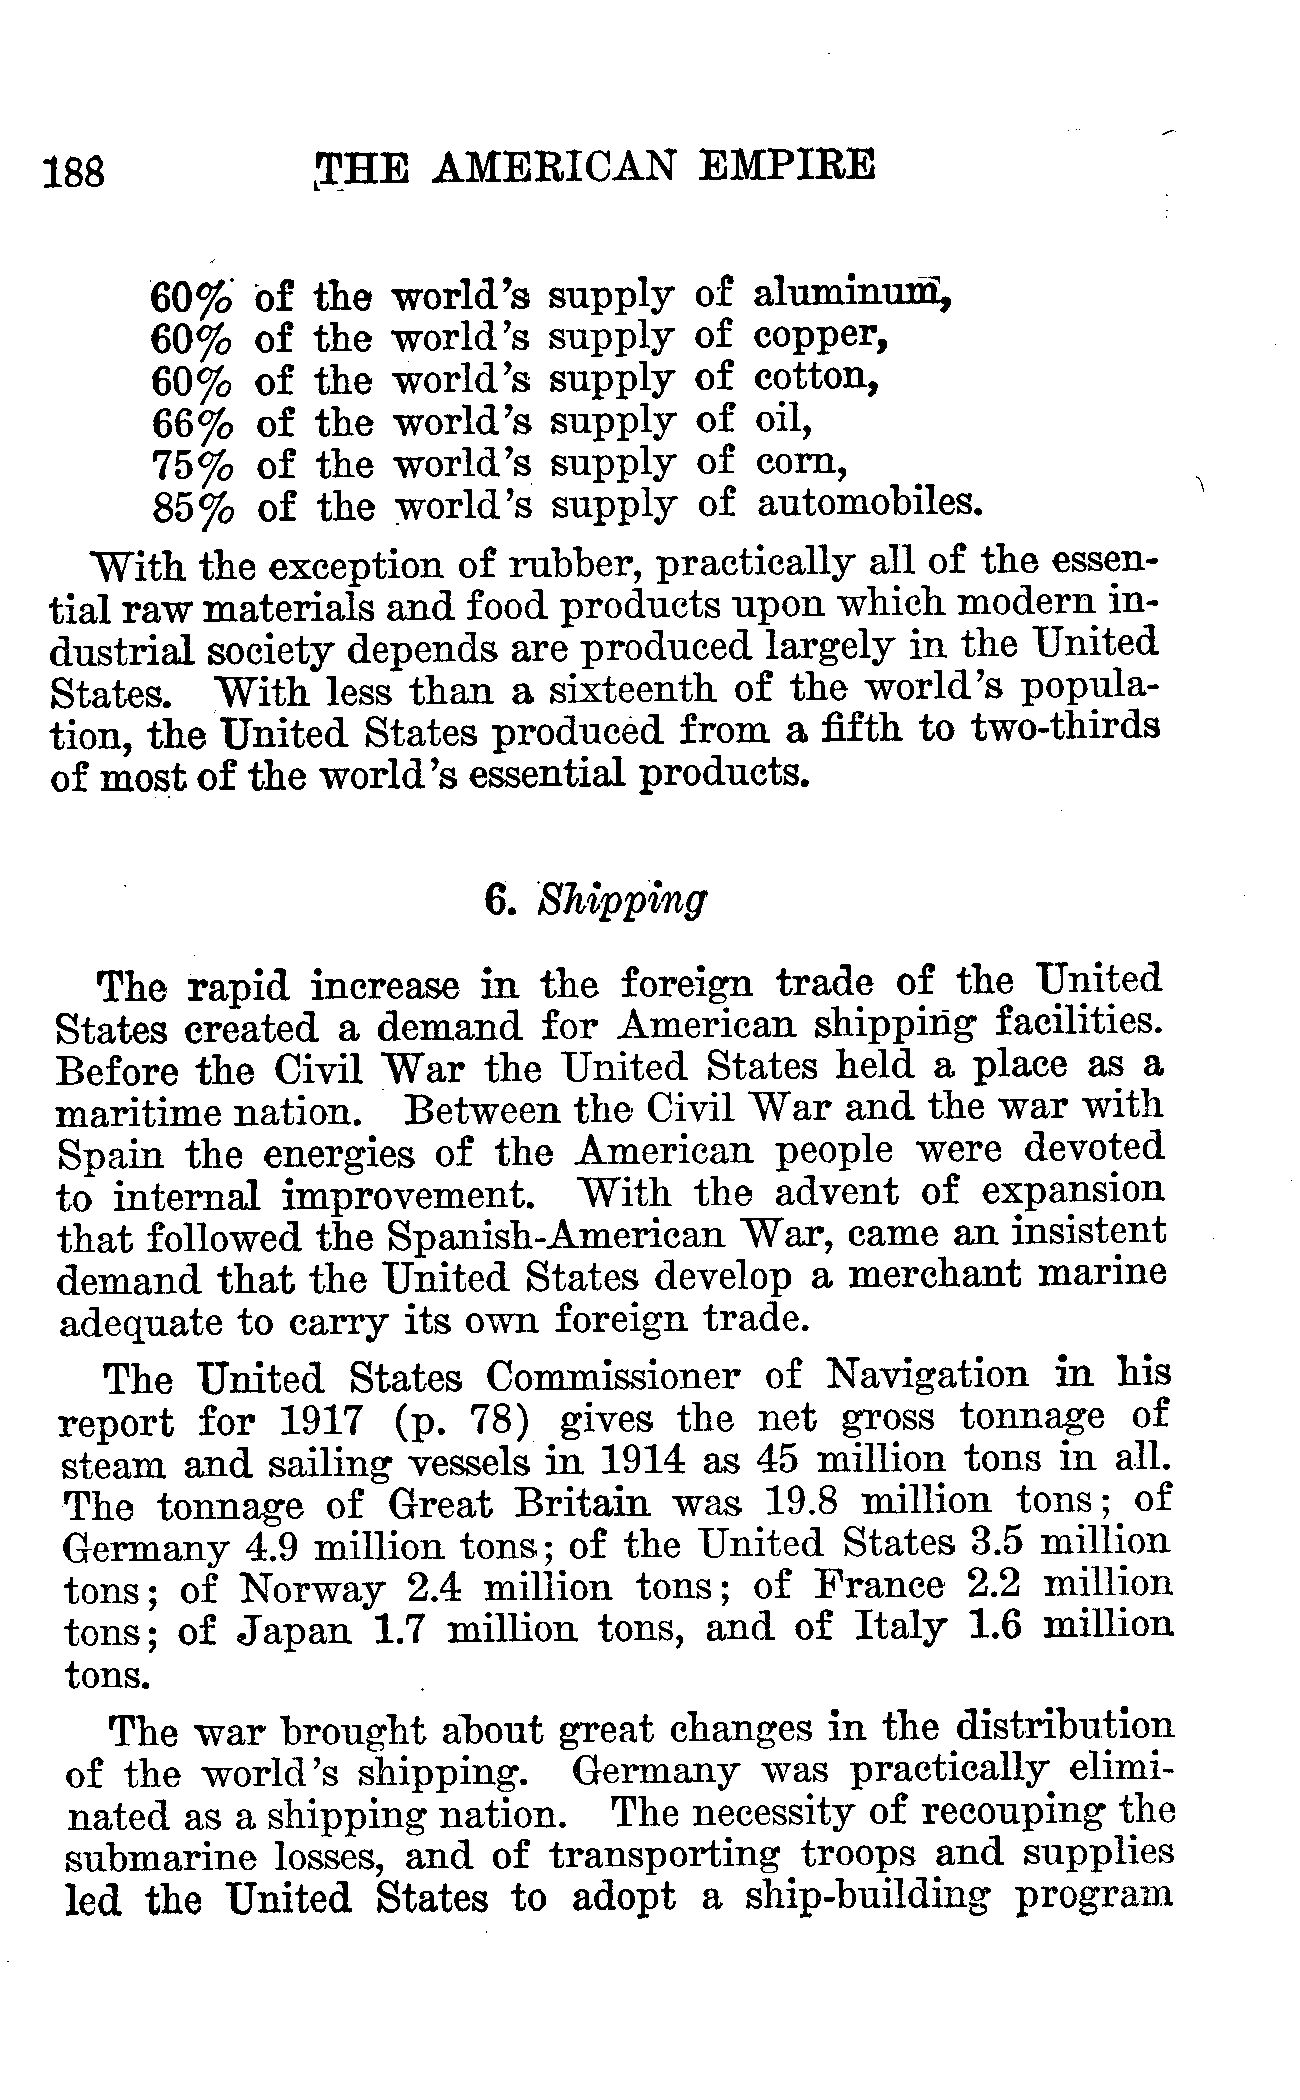 188 THE AMERICAN EMPIRE
60% of the world's supply of aluminum,
60% of the world's supply of copper,
60% of the world's supply of cotton,
66% of the world's supply of oil,
75% of the world's supply of corn,
85% of the world's supply of automobiles.
With the exception of rubber, practically all of the essen-
tial raw materials and food products upon which modern in-
dustrial society depends are produced largely in the United
States. With less than a sixteenth of the world's popula-
tion, the United States produced from a fifth to two-thirds
of most of the world's essential products.
6. Shipping
The rapid increase in the foreign trade of the United
States created a demand for American shipping facilities.
Before the Civil War the United States held a place as a
maritime nation. Between the Civil War and the war with
Spain the energies of the American people were devoted
to internal improvement. With the advent of expansion
that followed the Spanish-American War, came an insistent
demand that the United States develop a merchant marine
adequate to carry its own foreign trade.
The United States Commissioner of Navigation in his
report for 1917 (p. 78) gives the net gross tonnage of
steam and sailing vessels in 1914 as 45 million tons in all.
The tonnage of Great Britain was 19.8 million tons; of
Germany 4.9 million tons; of the United States 3.5 million
tons; of Norway 2.4 million tons; of France 2.2 million
tons; of Japan 1.7 million tons, and of Italy 1.6 million
tons.
The war brought about great changes in the distribution
of the world's shipping. Germany was practically elimi-
nated as a shipping nation. The necessity of recouping the
submarine losses, and of transporting troops and supplies
led the United States to adopt a ship-building program